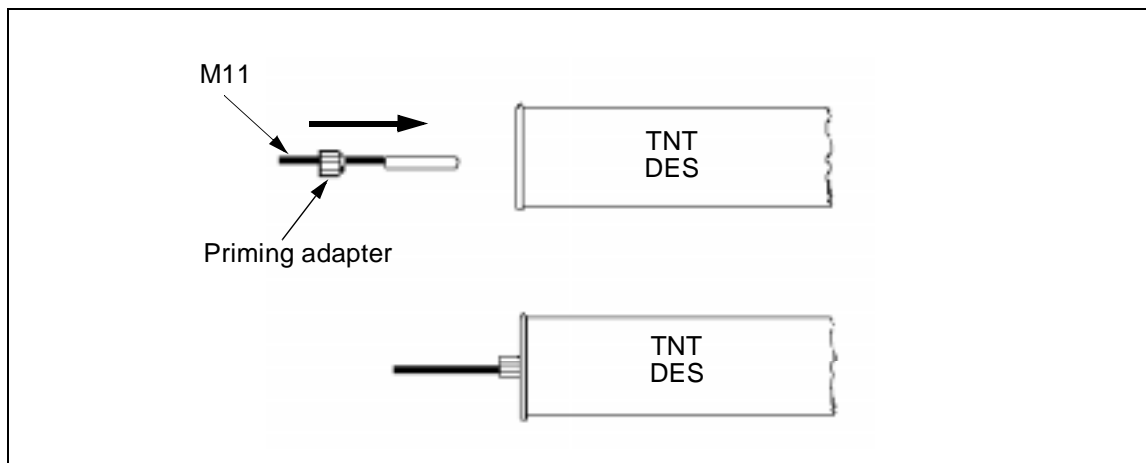 M11
TNT
DES
Priming adapter
TNT
DES